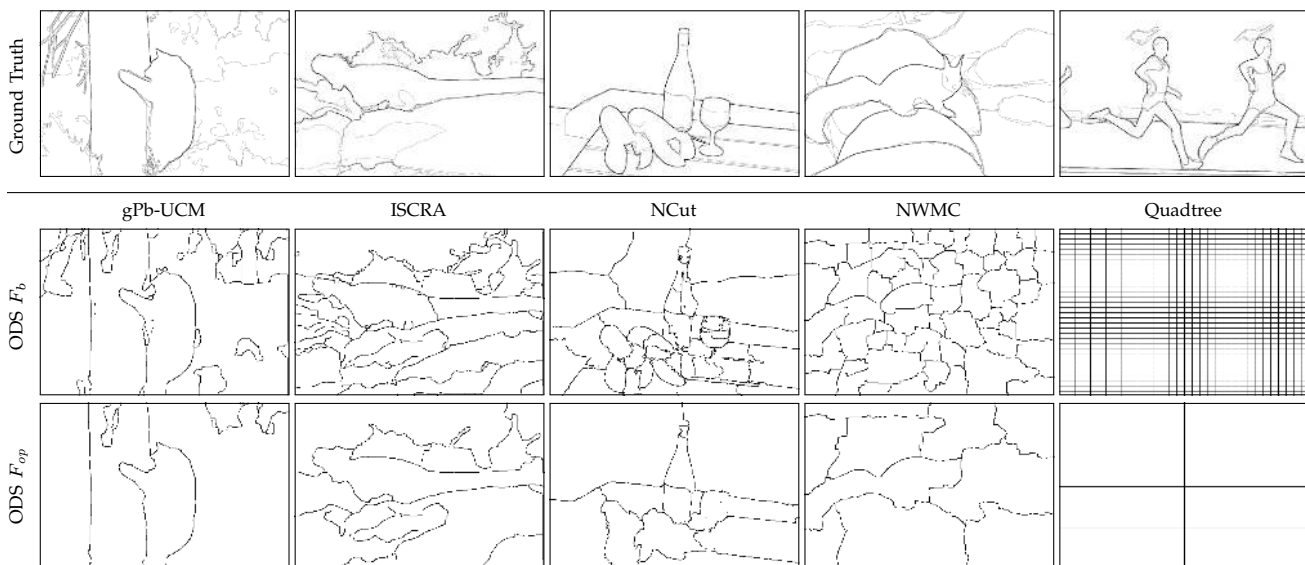 Ground Truth
gPb-UCM ISCRA NCut NWMC Quadtree
ODS F_b
ODS F_op